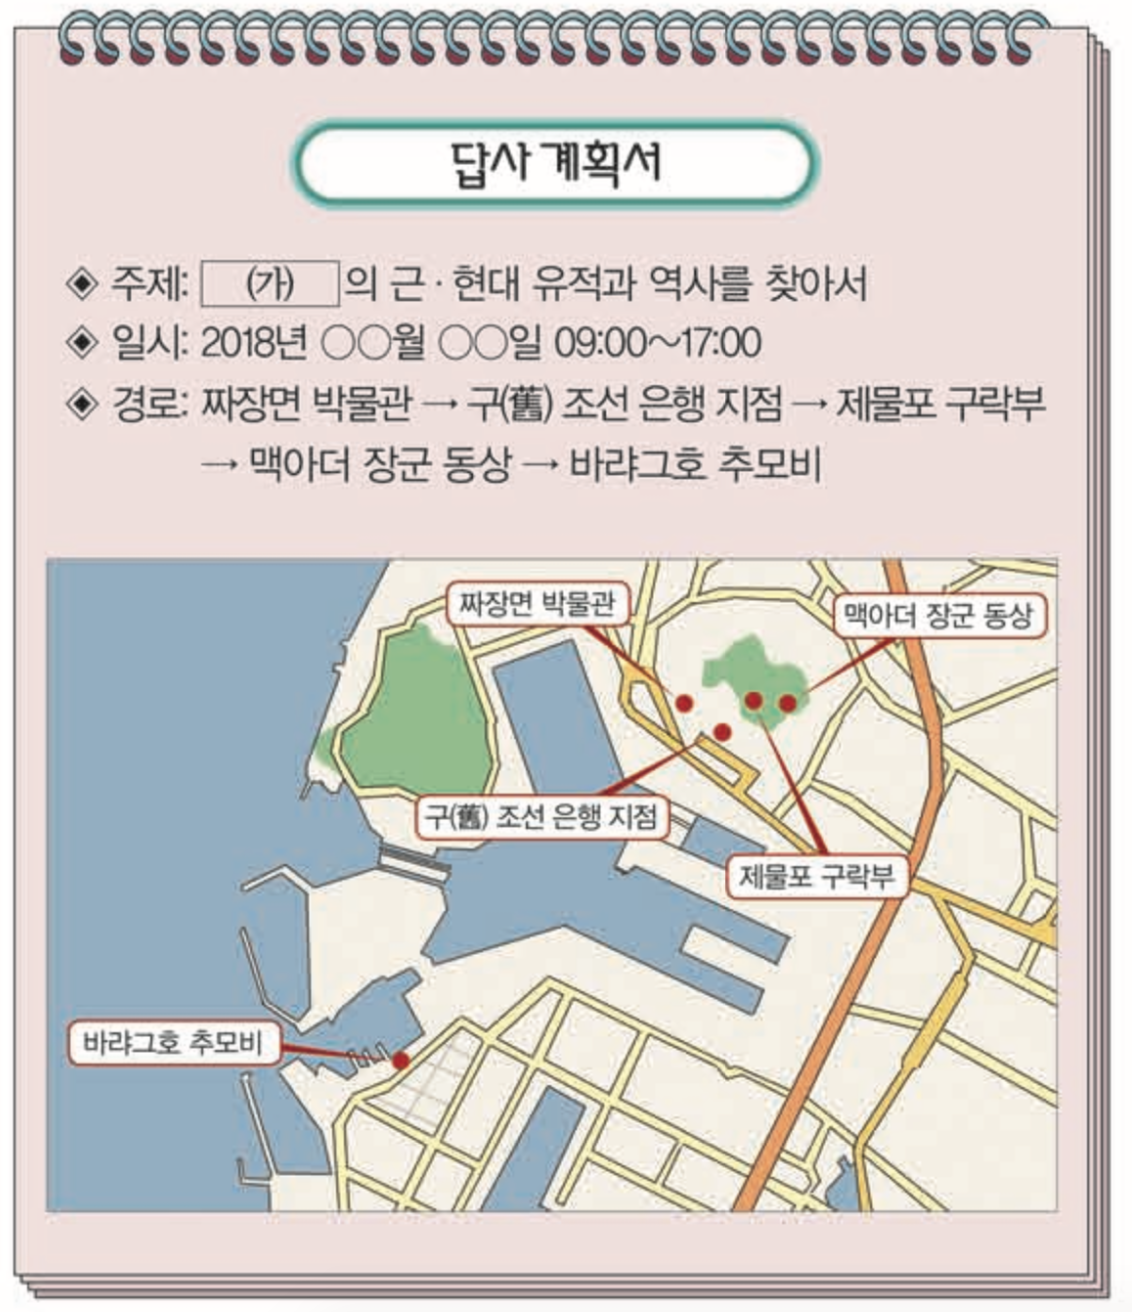 답사 계획서
◈ 주제: (가) 의 근·현대 유적과 역사를 찾아서
◈ 일시: 2018년 ○○월 ○○일 09:00~17:00
◈ 경로: 짜장면 박물관 → 구(舊) 조선 은행 지점 → 제물포 구락부
→ 맥아더 장군 동상 → 바랴그호 추모비
짜장면 박물관
맥아더 장군 동상
구(舊) 조선 은행 지점
제물포 구락부
바랴그호 추모비